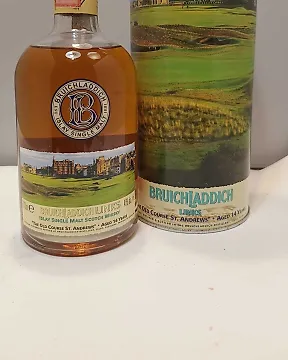 BRUICHLADDICH
ISLAY SINGLE MALT
B
BRUICHLADDICH LINKS
ISLAY SINGLE MALT SCOTCH WHISKY
THE OLD COURSE ST. ANDREWS • AGED 14 YEARS
BRUICHLADDICH
LINKS
OLD COURSE ST. ANDREWS • AGED 14 YEARS